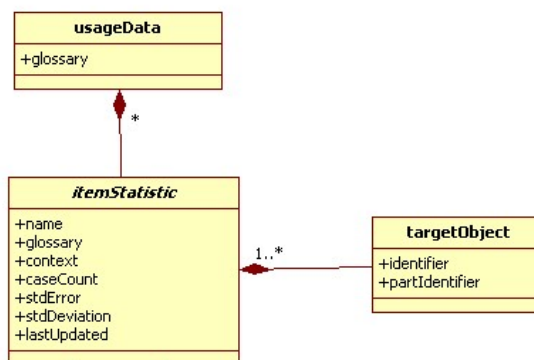 usageData
+glossary
*
itemStatistic
+name
+glossary
+context
+caseCount
+stdError
+stdDeviation
+lastUpdated
1..*
targetObject
+identifier
+partIdentifier